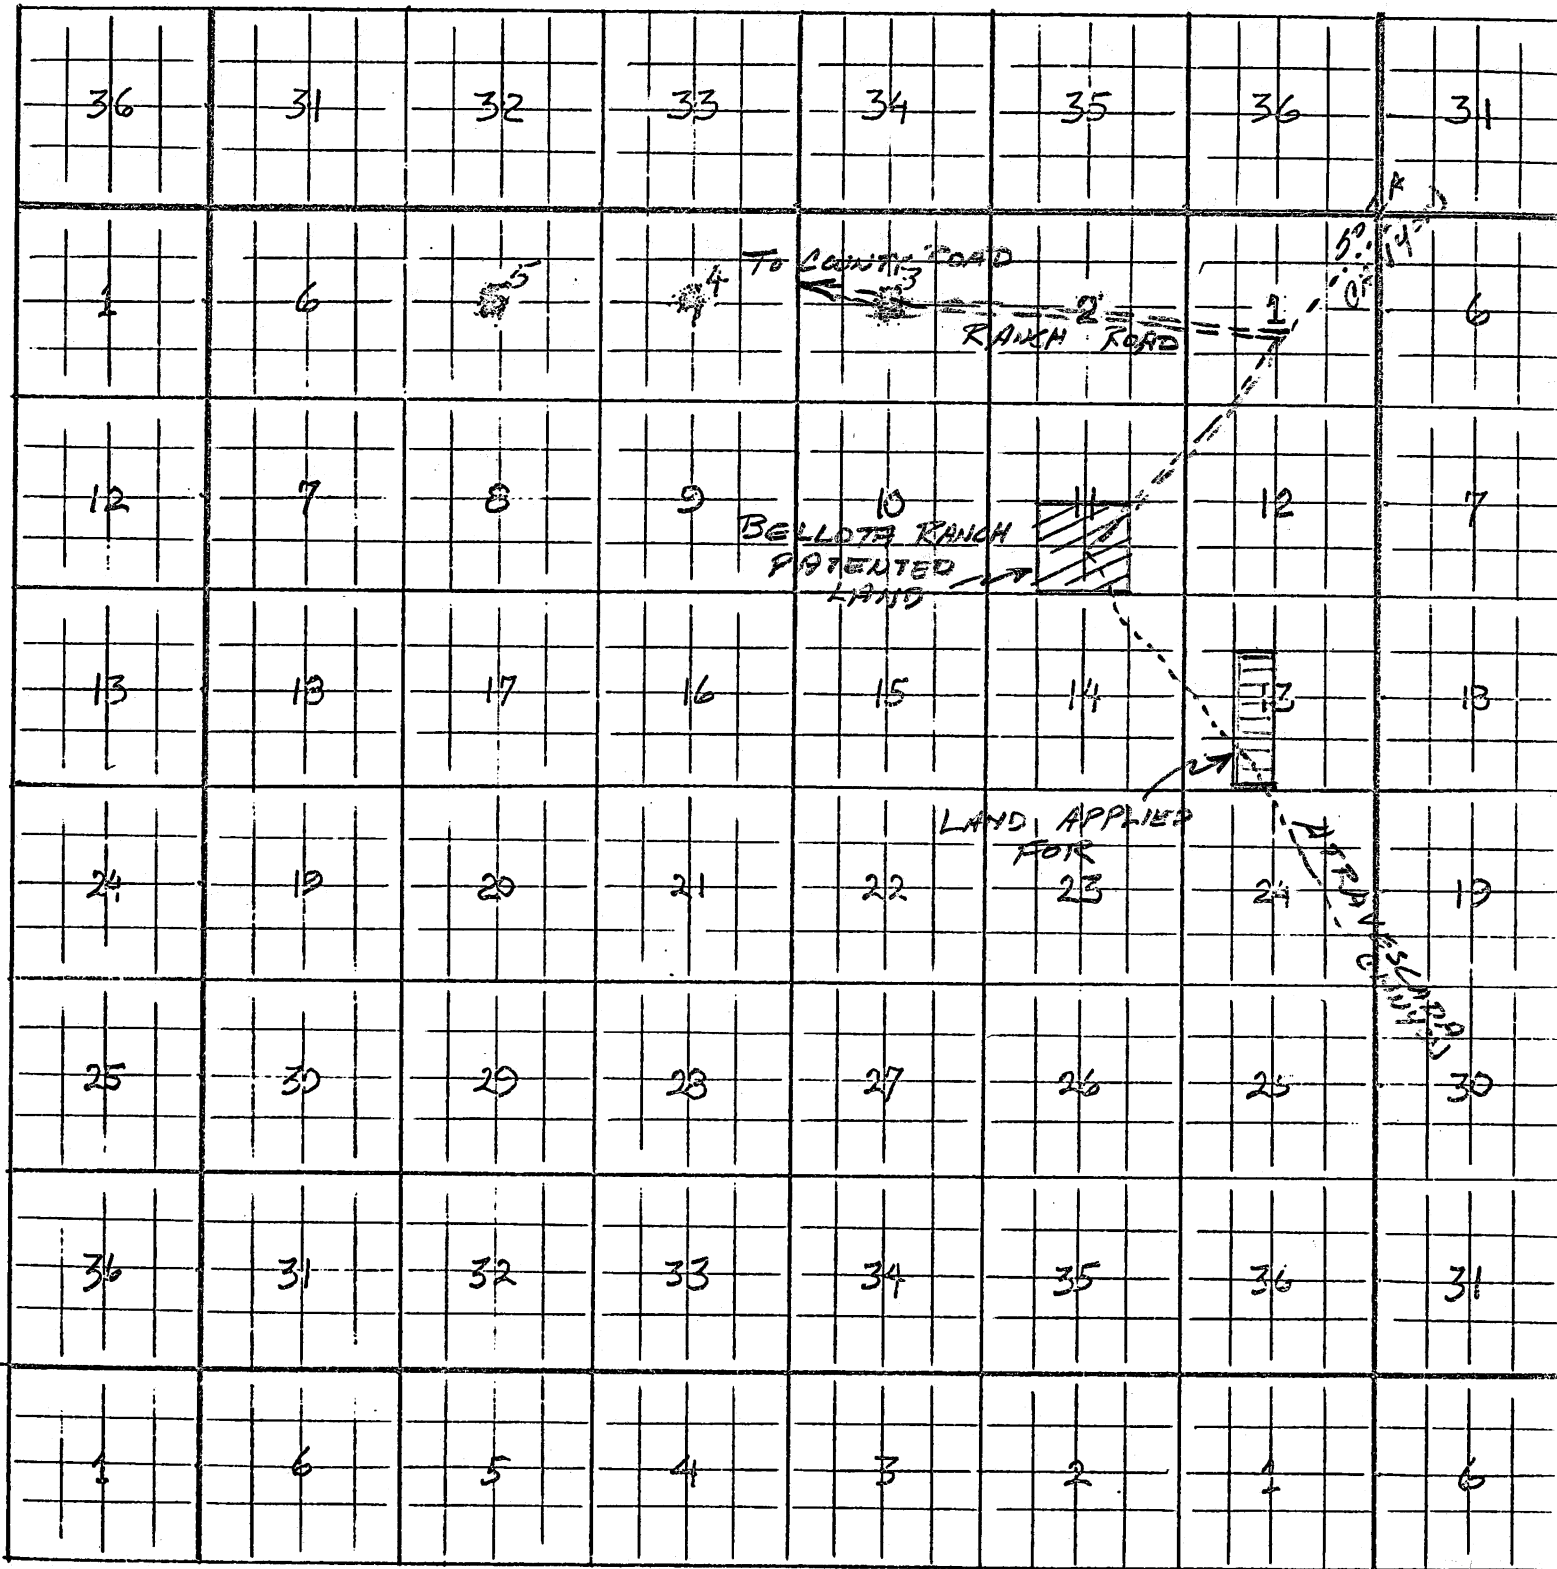 36 31 32 33 34 35 36 31
5 4 TO COUNTY ROAD
1 6 3 2 1 6
RANCH ROAD
12 7 8 9 10 11 12 7
BELLOTA RANCH
PATENTED
LAND
13 18 17 16 15 14 13 18
LAND APPLIED
FOR
24 19 20 21 22 23 24 19
25 30 29 28 27 26 25 30
36 31 32 33 34 35 36 31
1 6 5 4 3 2 1 6